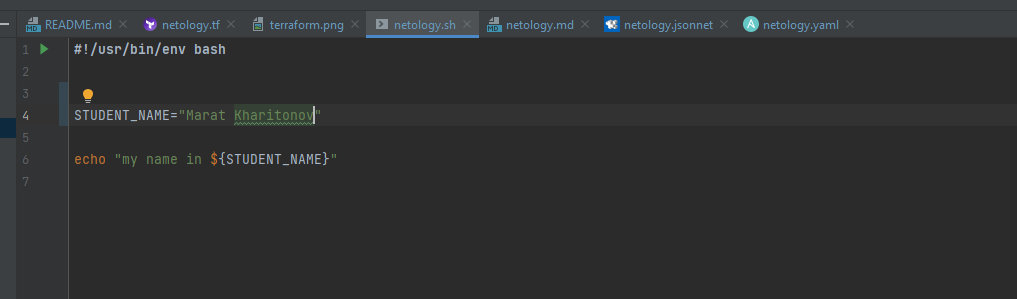 README.md netology.tf terraform.png netology.sh netology.md netology.jsonnet netology.yaml
1 #!/usr/bin/env bash
2
3
4 STUDENT_NAME="Marat Kharitonov"
5
6 echo "my name in ${STUDENT_NAME}"
7